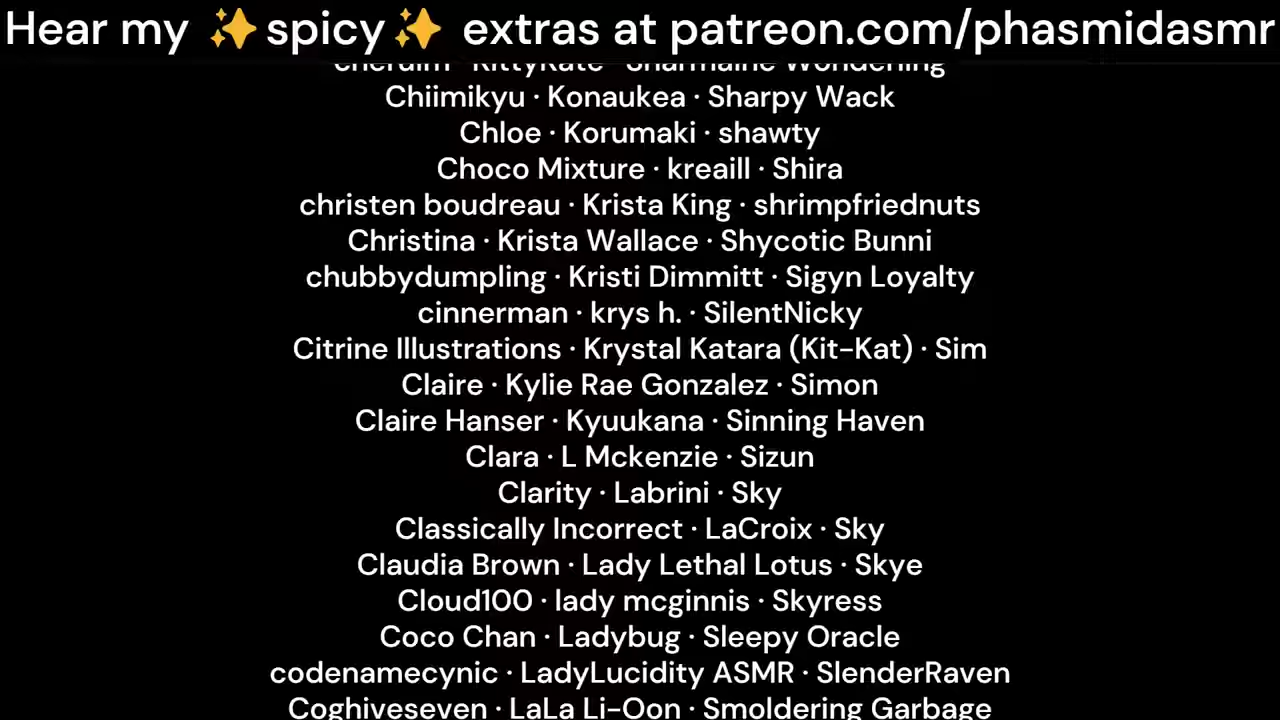 Hear my ✨spicy✨ extras at patreon.com/phasmidasmr
cherulm · KittyKate · Sharmaine Wondering
Chiimikyu · Konaukea · Sharpy Wack
Chloe · Korumaki · shawty
Choco Mixture · kreaill · Shira
christen boudreau · Krista King · shrimpfriednuts
Christina · Krista Wallace · Shycotic Bunni
chubbydumpling · Kristi Dimmitt · Sigyn Loyalty
cinnerman · krys h. · SilentNicky
Citrine Illustrations · Krystal Katara (Kit-Kat) · Sim
Claire · Kylie Rae Gonzalez · Simon
Claire Hanser · Kyuukana · Sinning Haven
Clara · L Mckenzie · Sizun
Clarity · Labrini · Sky
Classically Incorrect · LaCroix · Sky
Claudia Brown · Lady Lethal Lotus · Skye
Cloud100 · lady mcginnis · Skyress
Coco Chan · Ladybug · Sleepy Oracle
codenamecynic · LadyLucidity ASMR · SlenderRaven
Coghiveseven · LaLa Li-Oon · Smoldering Garbage